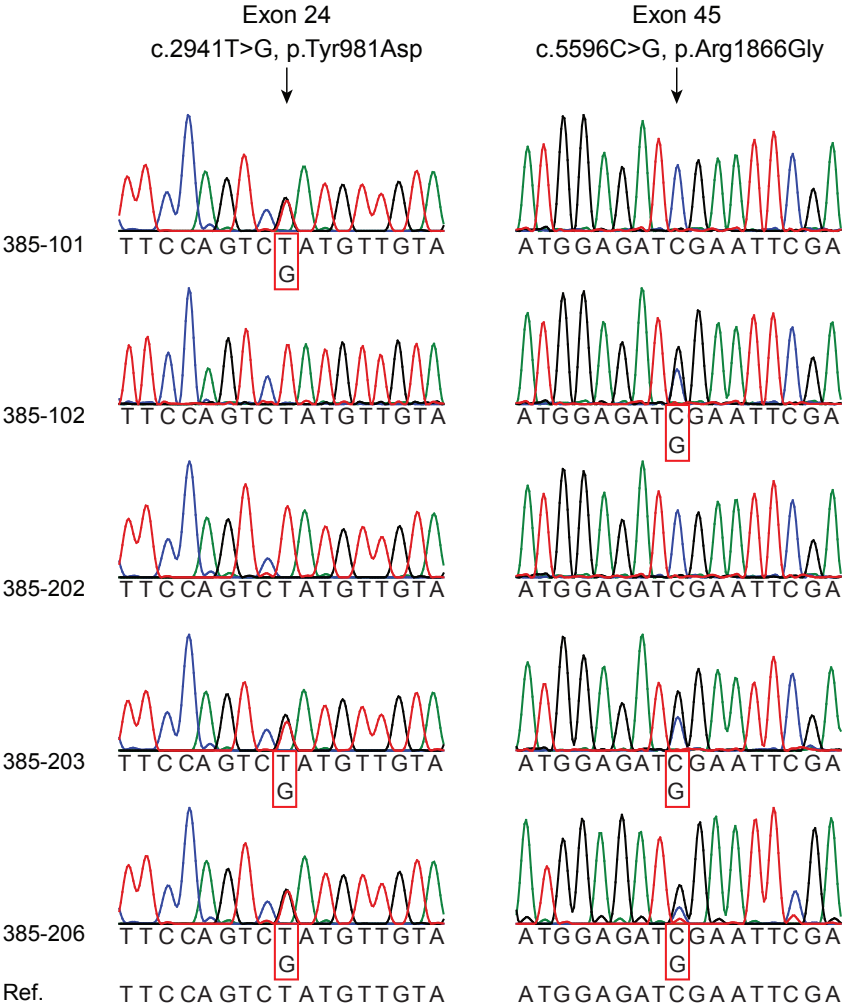 Exon 24 Exon 45
c.2941T>G, p.Tyr981Asp c.5596C>G, p.Arg1866Gly
385-101 TTCCAGTCTATGTTGTA ATGGAGATCGAATTCGA
G
385-102 TTCCAGTCTATGTTGTA ATGGAGATCGAATTCGA
G
385-202 TTCCAGTCTATGTTGTA ATGGAGATCGAATTCGA
385-203 TTCCAGTCTATGTTGTA ATGGAGATCGAATTCGA
G G
385-206 TTCCAGTCTATGTTGTA ATGGAGATCGAATTCGA
G G
Ref. TTCCAGTCTATGTTGTA ATGGAGATCGAATTCGA